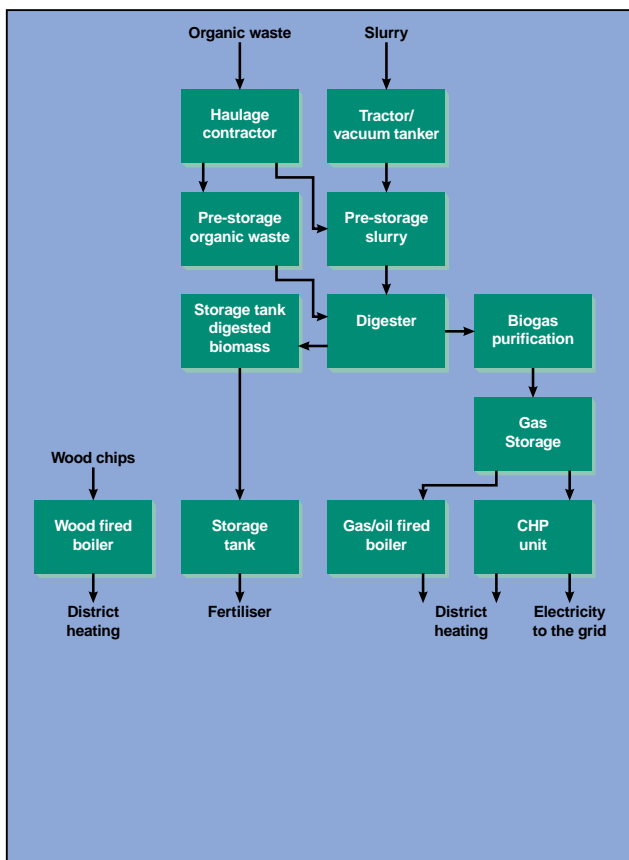 Organic waste
Slurry
Haulage
contractor
Tractor/
vacuum tanker
Pre-storage
organic waste
Pre-storage
slurry
Storage tank
digested
biomass
Digester
Biogas
purification
Gas
Storage
Wood chips
Wood fired
boiler
Storage
tank
Gas/oil fired
boiler
CHP
unit
District
heating
Fertiliser
District
heating
Electricity
to the grid